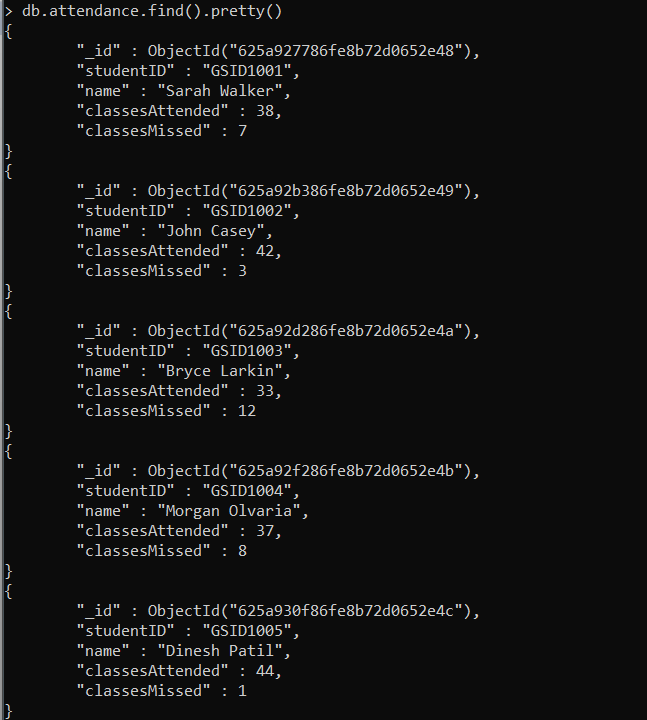 > db.attendance.find().pretty()
{
"_id" : ObjectId("625a927786fe8b72d0652e48"),
"studentID" : "GSID1001",
"name" : "Sarah Walker",
"classesAttended" : 38,
"classesMissed" : 7
}
{
"_id" : ObjectId("625a92b386fe8b72d0652e49"),
"studentID" : "GSID1002",
"name" : "John Casey",
"classesAttended" : 42,
"classesMissed" : 3
}
{
"_id" : ObjectId("625a92d286fe8b72d0652e4a"),
"studentID" : "GSID1003",
"name" : "Bryce Larkin",
"classesAttended" : 33,
"classesMissed" : 12
}
{
"_id" : ObjectId("625a92f286fe8b72d0652e4b"),
"studentID" : "GSID1004",
"name" : "Morgan Olvaria",
"classesAttended" : 37,
"classesMissed" : 8
}
{
"_id" : ObjectId("625a930f86fe8b72d0652e4c"),
"studentID" : "GSID1005",
"name" : "Dinesh Patil",
"classesAttended" : 44,
"classesMissed" : 1
}